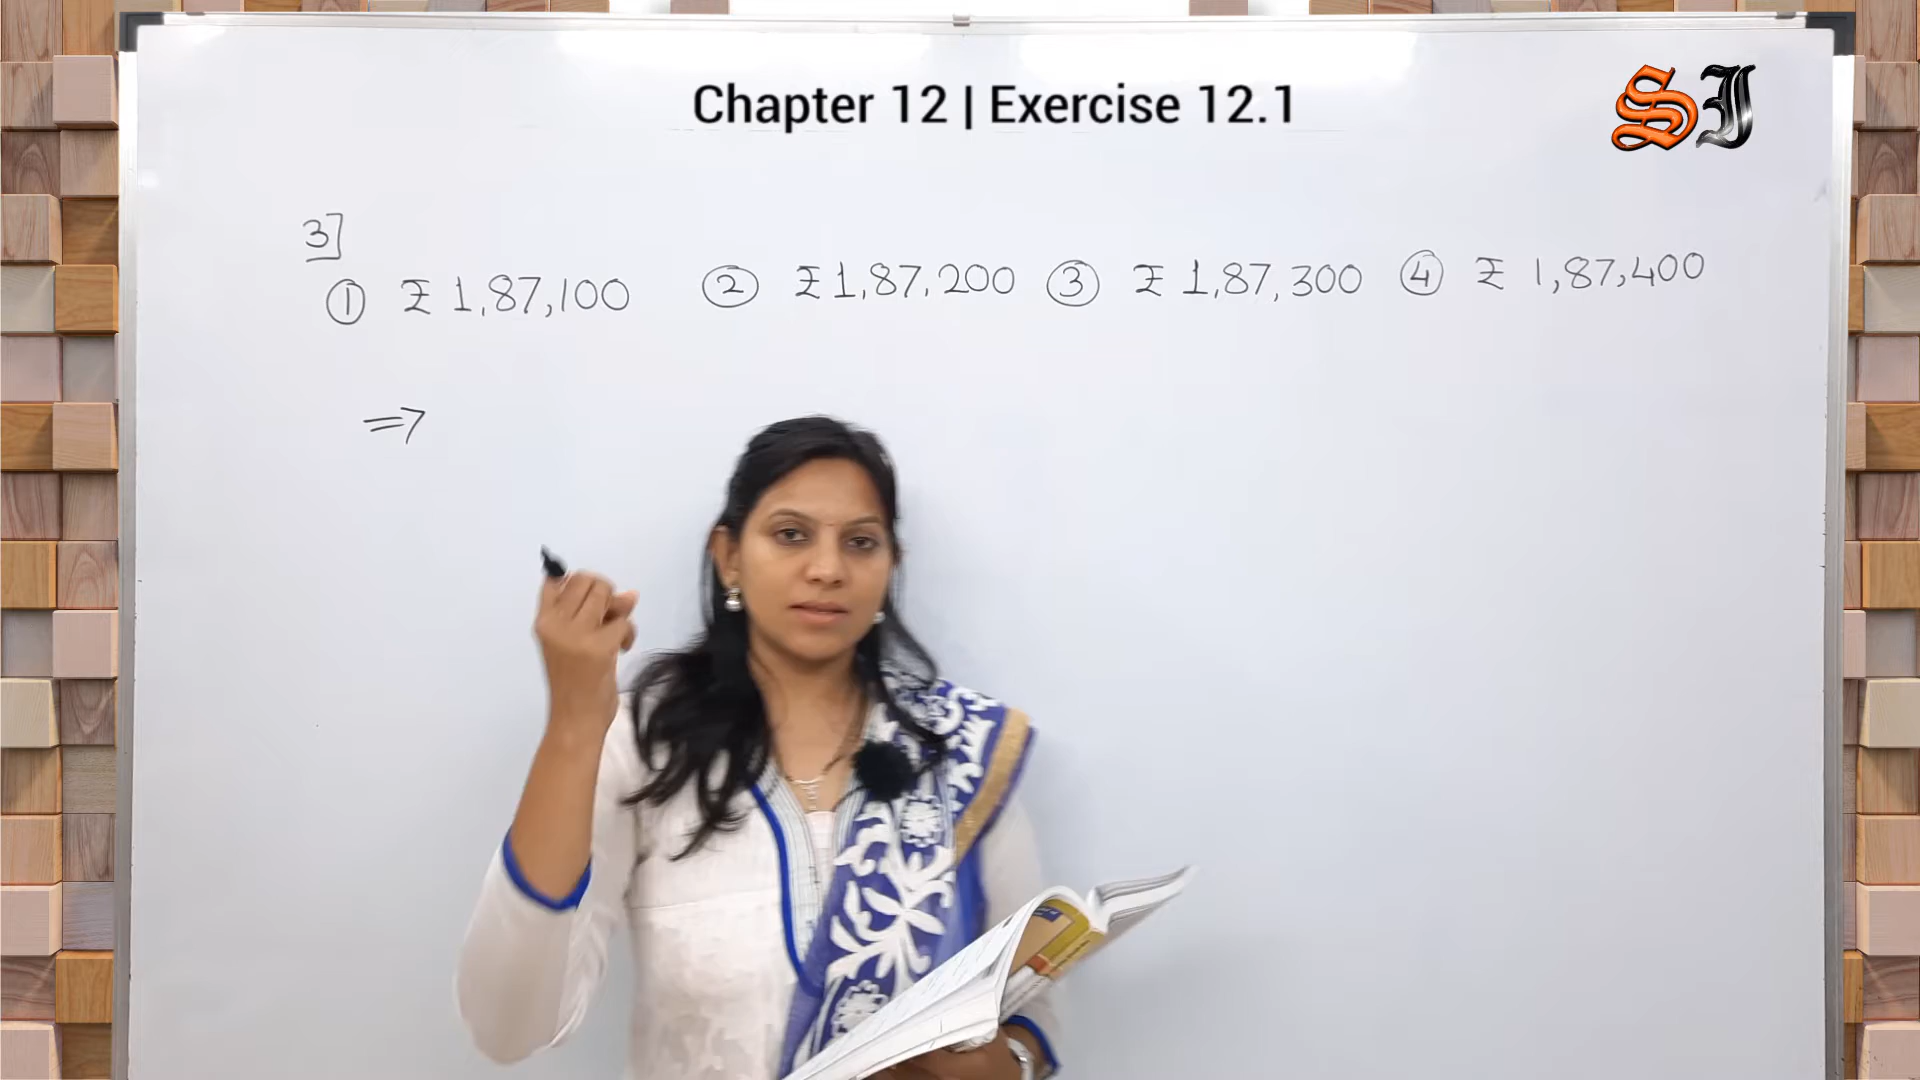 Chapter 12 | Exercise 12.1
SJ
3]
① ₹ 1,87,100 ② ₹ 1,87,200 ③ ₹ 1,87,300 ④ ₹ 1,87,400
⇒